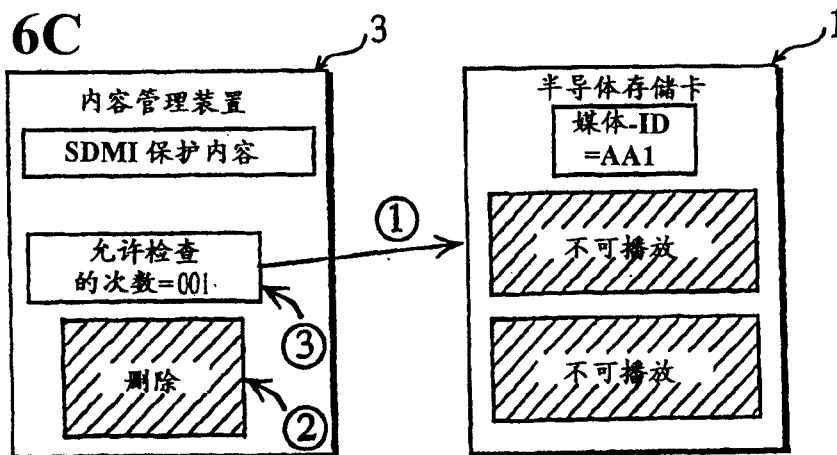 6C
3
内容管理装置
SDMI 保护内容
允许检查
的次数=001
③
删除
②
①
1
半导体存储卡
媒体-ID
=AA1
不可播放
不可播放